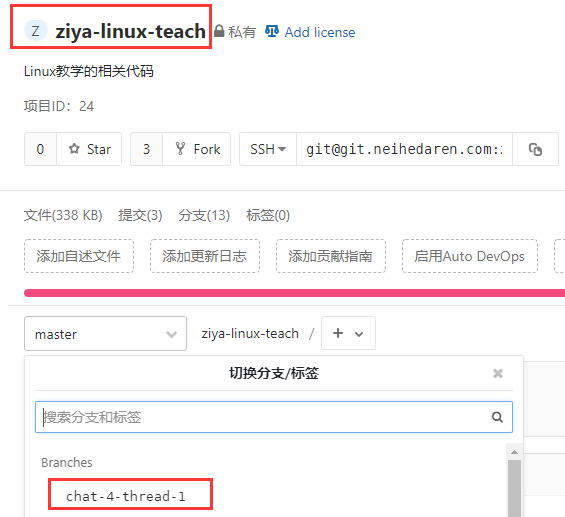 Z ziya-linux-teach 私有 Add license
Linux教学的相关代码
项目ID: 24
0 Star 3 Fork SSH git@git.neihedaren.com:
文件(338 KB) 提交(3) 分支(13) 标签(0)
添加自述文件 添加更新日志 添加贡献指南 启用Auto DevOps
master ziya-linux-teach / +
切换分支/标签
搜索分支和标签
Branches
chat-4-thread-1